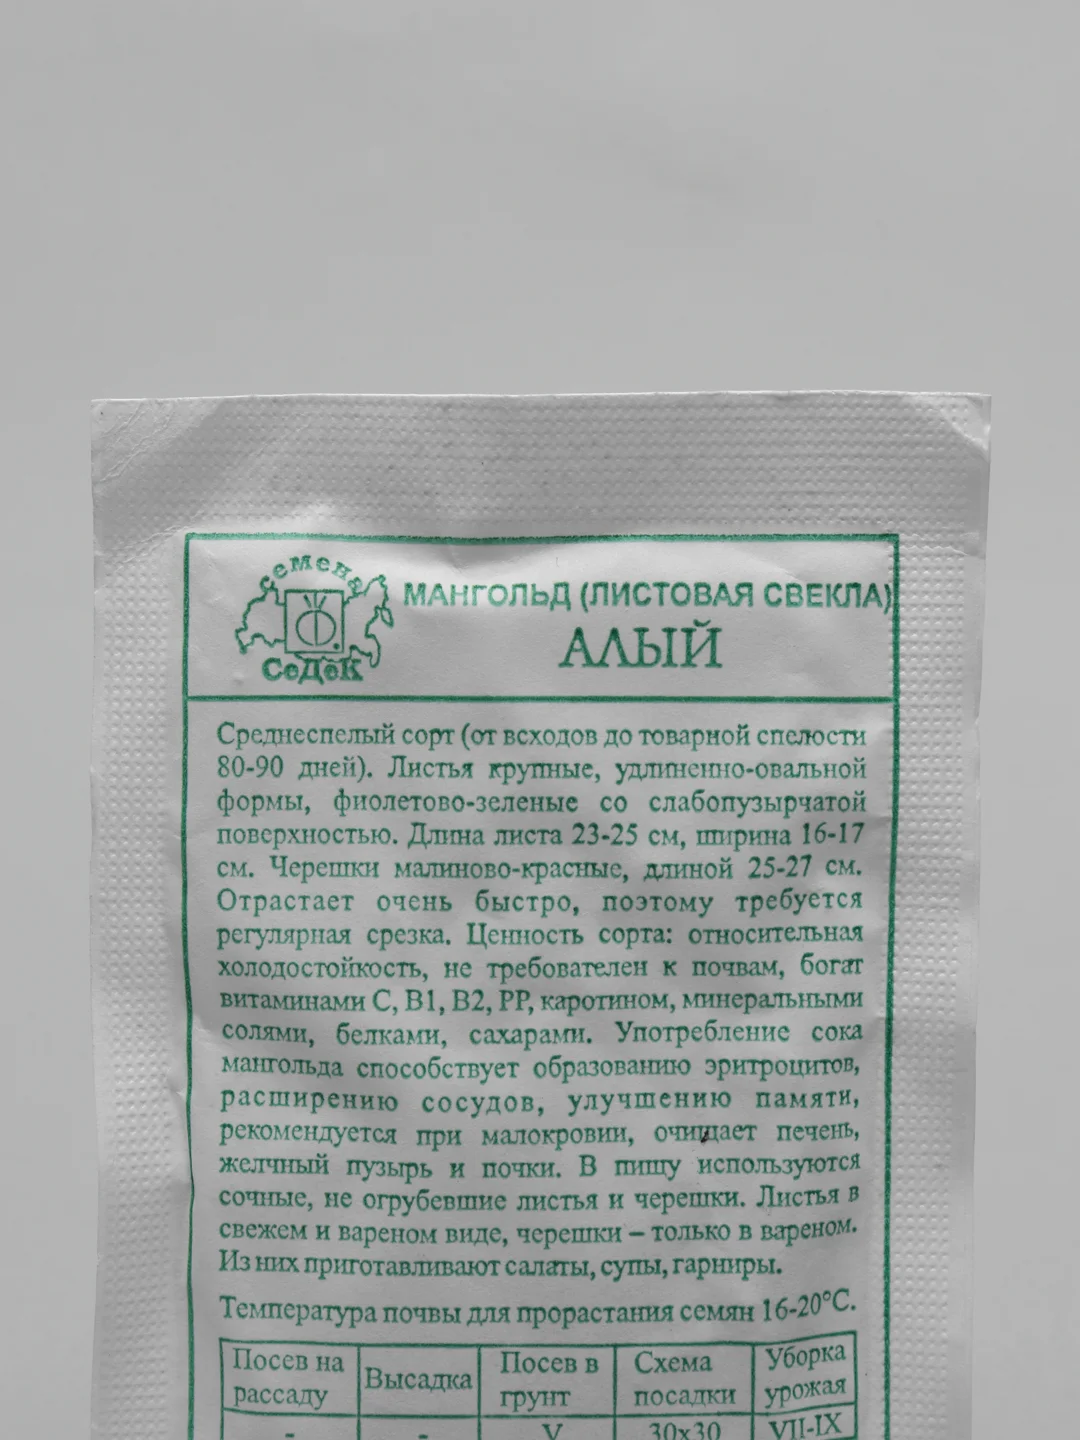 семена
СеДеК
МАНГОЛЬД (ЛИСТОВАЯ СВЕКЛА)
АЛЫЙ
Среднеспелый сорт (от всходов до товарной спелости
80-90 дней). Листья крупные, удлиненно-овальной
формы, фиолетово-зеленые со слабопузырчатой
поверхностью. Длина листа 23-25 см, ширина 16-17
см. Черешки малиново-красные, длиной 25-27 см.
Отрастает очень быстро, поэтому требуется
регулярная срезка. Ценность сорта: относительная
холодостойкость, не требователен к почвам, богат
витаминами С, В1, В2, РР, каротином, минеральными
солями, белками, сахарами. Употребление сока
мангольда способствует образованию эритроцитов,
расширению сосудов, улучшению памяти,
рекомендуется при малокровии, очищает печень,
желчный пузырь и почки. В пищу используются
сочные, не огрубевшие листья и черешки. Листья в
свежем и вареном виде, черешки – только в вареном.
Из них приготавливают салаты, супы, гарниры.
Температура почвы для прорастания семян 16-20°С.
Посев на рассаду Высадка Посев в грунт Схема посадки Уборка урожая
- - V 30х30 VII-IX